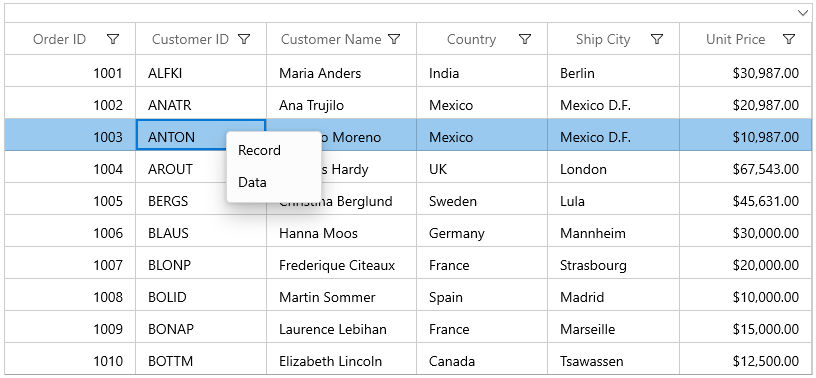 Order ID Customer ID Customer Name Country Ship City Unit Price
1001 ALFKI Maria Anders India Berlin $30,987.00
1002 ANATR Ana Trujilo Mexico Mexico D.F. $20,987.00
1003 ANTON Moreno Mexico Mexico D.F. $10,987.00
Record
1004 AROUT Hardy UK London $67,543.00
Data
1005 BERGS Christina Berglund Sweden Lula $45,631.00
1006 BLAUS Hanna Moos Germany Mannheim $30,000.00
1007 BLONP Frederique Citeaux France Strasbourg $20,000.00
1008 BOLID Martin Sommer Spain Madrid $10,000.00
1009 BONAP Laurence Lebihan France Marseille $15,000.00
1010 BOTTM Elizabeth Lincoln Canada Tsawassen $12,500.00